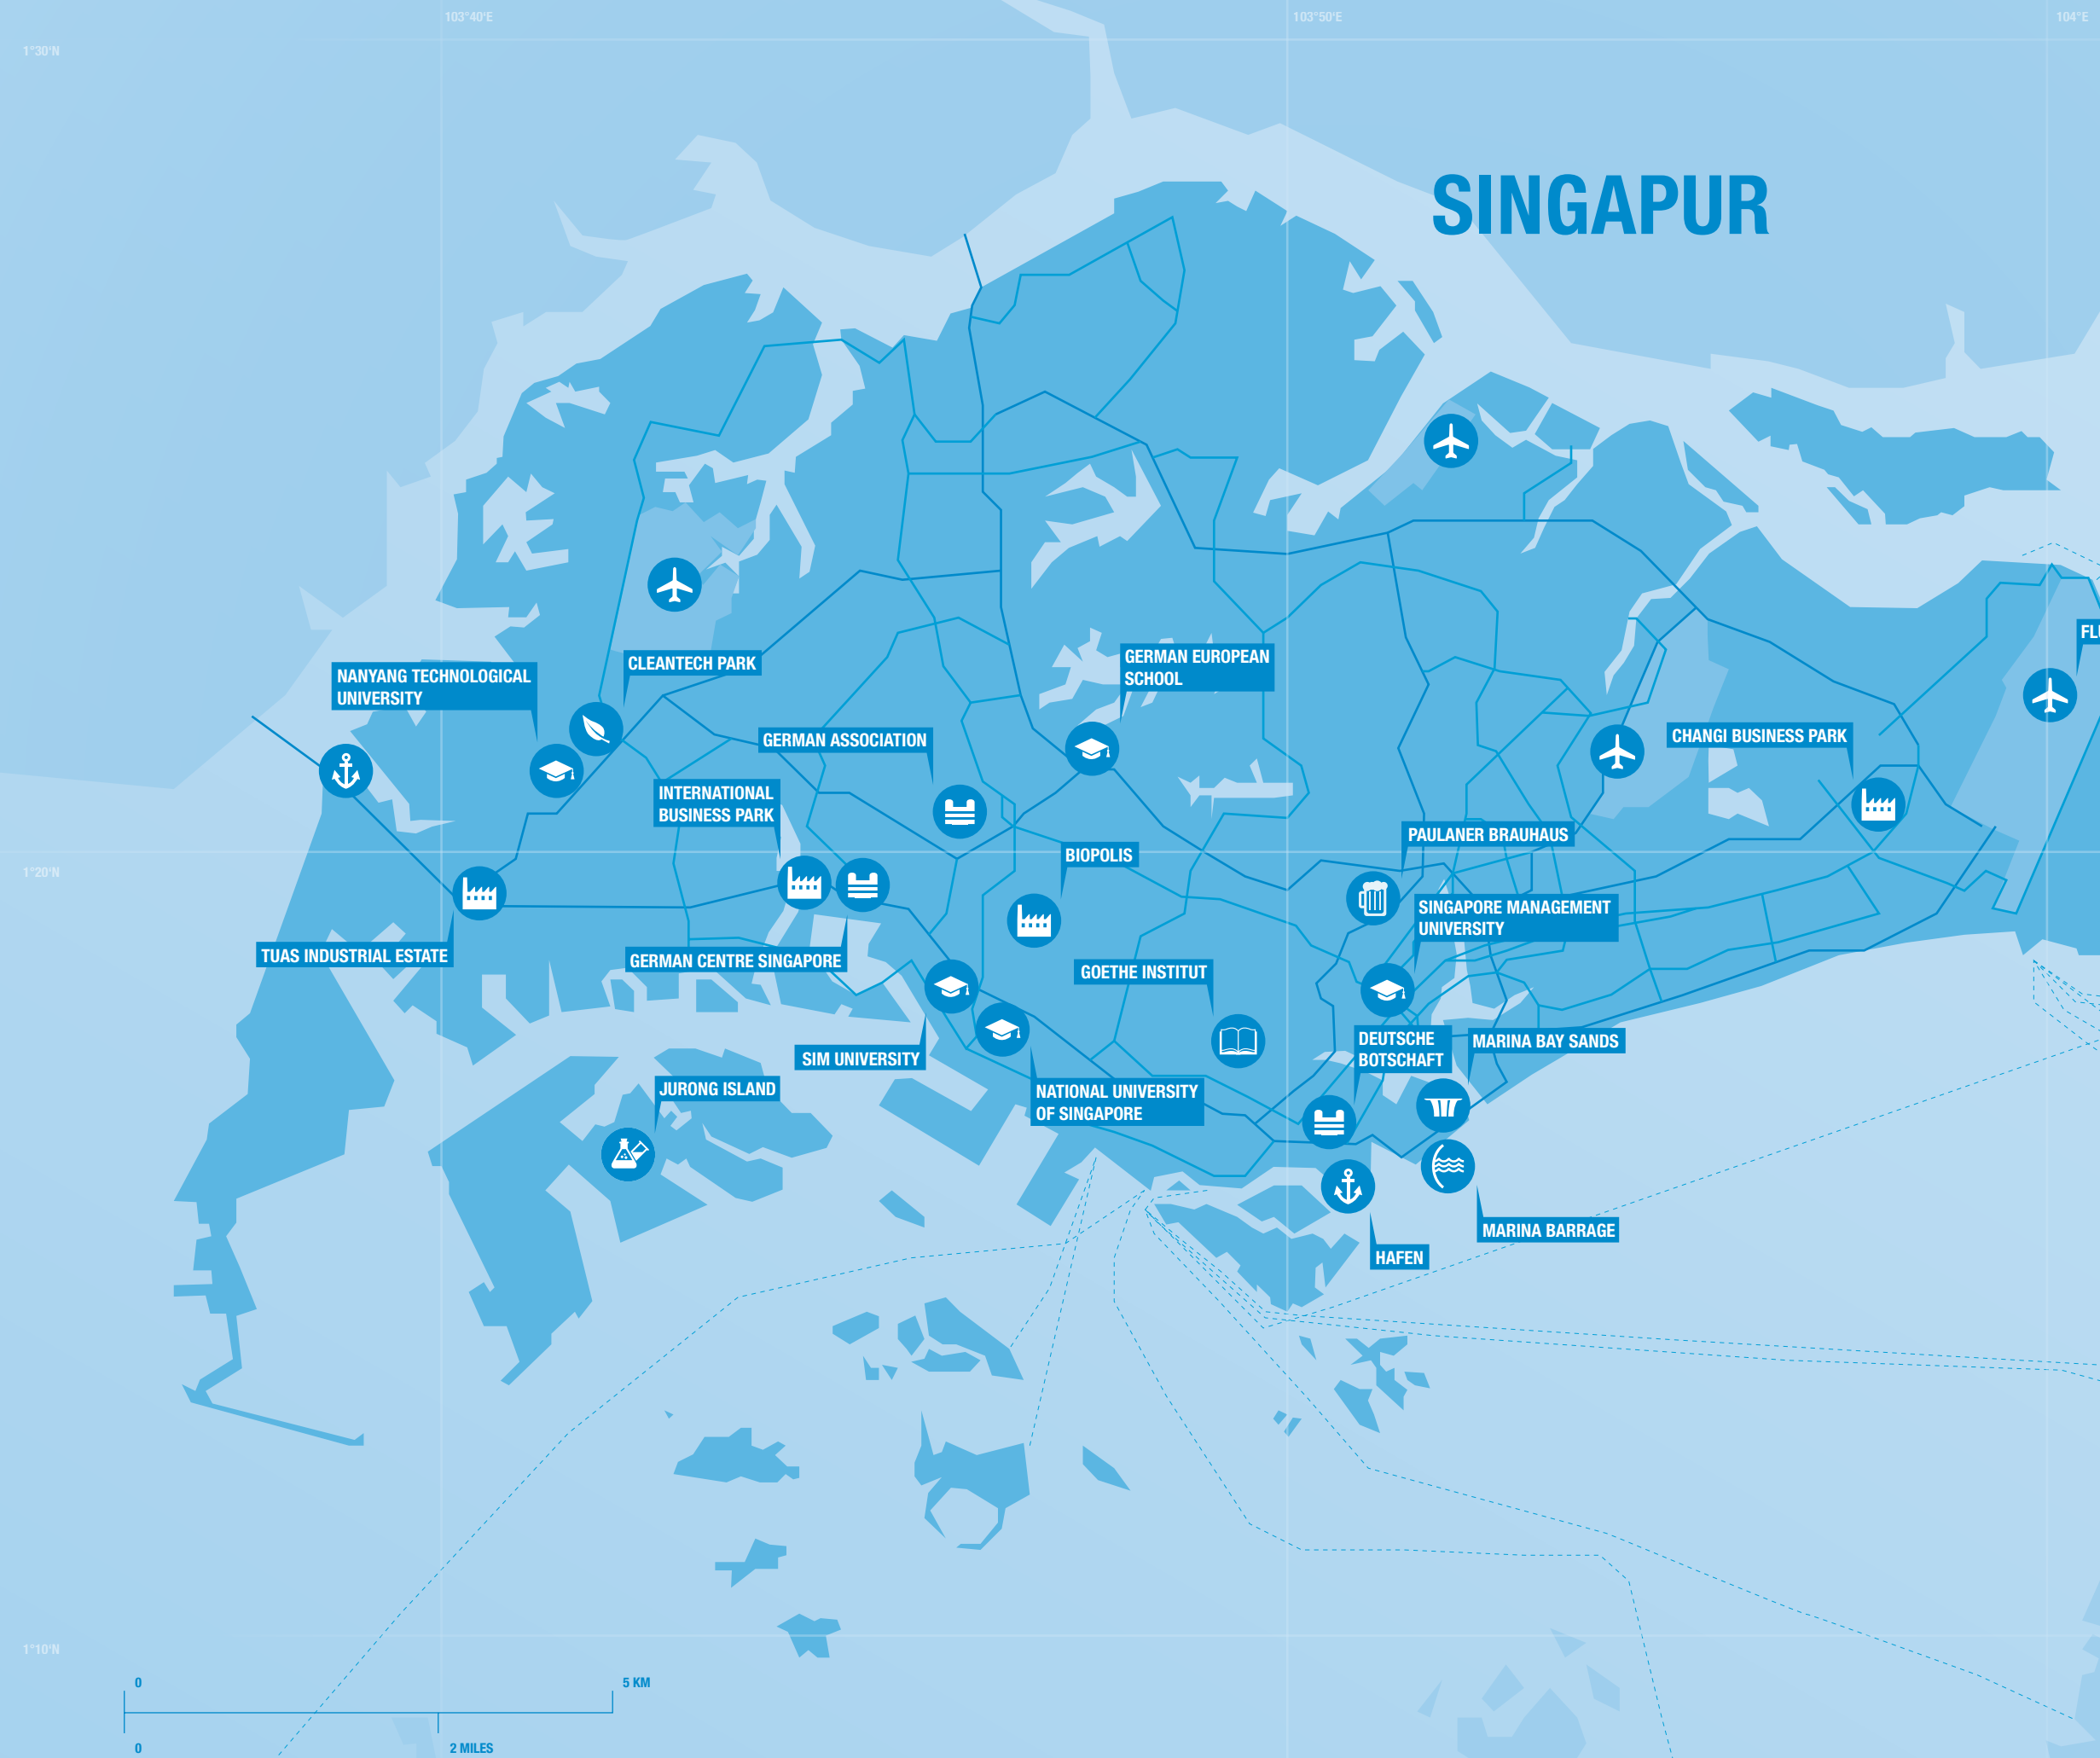 103°40'E
103°50'E
104°E
1°30'N
SINGAPUR
NANYANG TECHNOLOGICAL
UNIVERSITY
CLEANTECH PARK
GERMAN EUROPEAN
SCHOOL
FLU
GERMAN ASSOCIATION
CHANGI BUSINESS PARK
INTERNATIONAL
BUSINESS PARK
BIOPOLIS
PAULANER BRAUHAUS
1°20'N
SINGAPORE MANAGEMENT
UNIVERSITY
TUAS INDUSTRIAL ESTATE
GERMAN CENTRE SINGAPORE
GOETHE INSTITUT
SIM UNIVERSITY
DEUTSCHE
BOTSCHAFT
MARINA BAY SANDS
JURONG ISLAND
NATIONAL UNIVERSITY
OF SINGAPORE
MARINA BARRAGE
HAFEN
1°10'N
0
5 KM
0
2 MILES